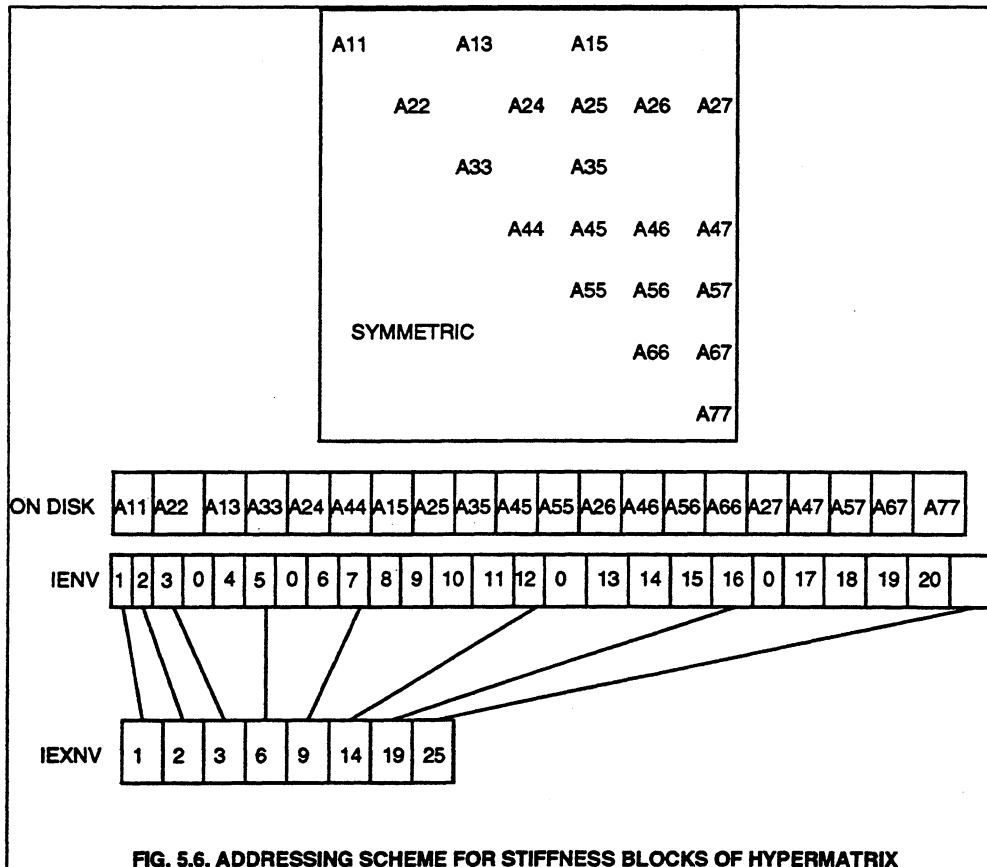 A11 A13 A15
A22 A24 A25 A26 A27
A33 A35
A44 A45 A46 A47
A55 A56 A57
SYMMETRIC
A66 A67
A77
ON DISK A11 A22 A13 A33 A24 A44 A15 A25 A35 A45 A55 A26 A46 A56 A66 A27 A47 A57 A67 A77
IENV 1 2 3 0 4 5 0 6 7 8 9 10 11 12 0 13 14 15 16 0 17 18 19 20
IEXNV 1 2 3 6 9 14 19 25
FIG. 5.6. ADDRESSING SCHEME FOR STIFFNESS BLOCKS OF HYPERMATRIX